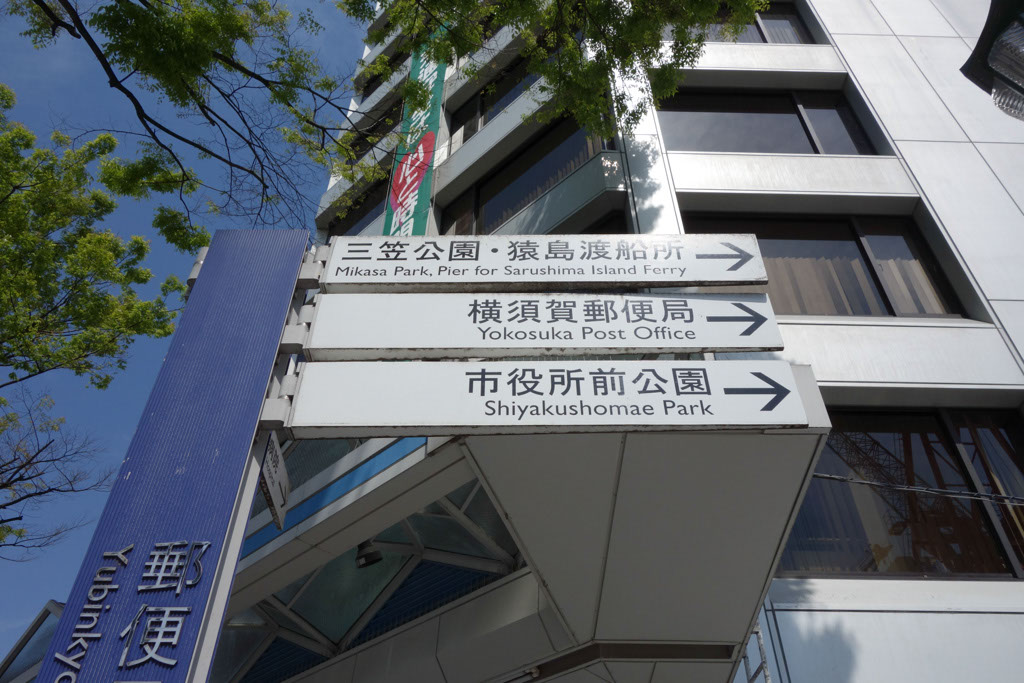 三笠公園・猿島渡船所 →
Mikasa Park, Pier for Sarushima Island Ferry
横須賀郵便局 →
Yokosuka Post Office
市役所前公園 →
Shiyakushomae Park
郵便
Yubinky